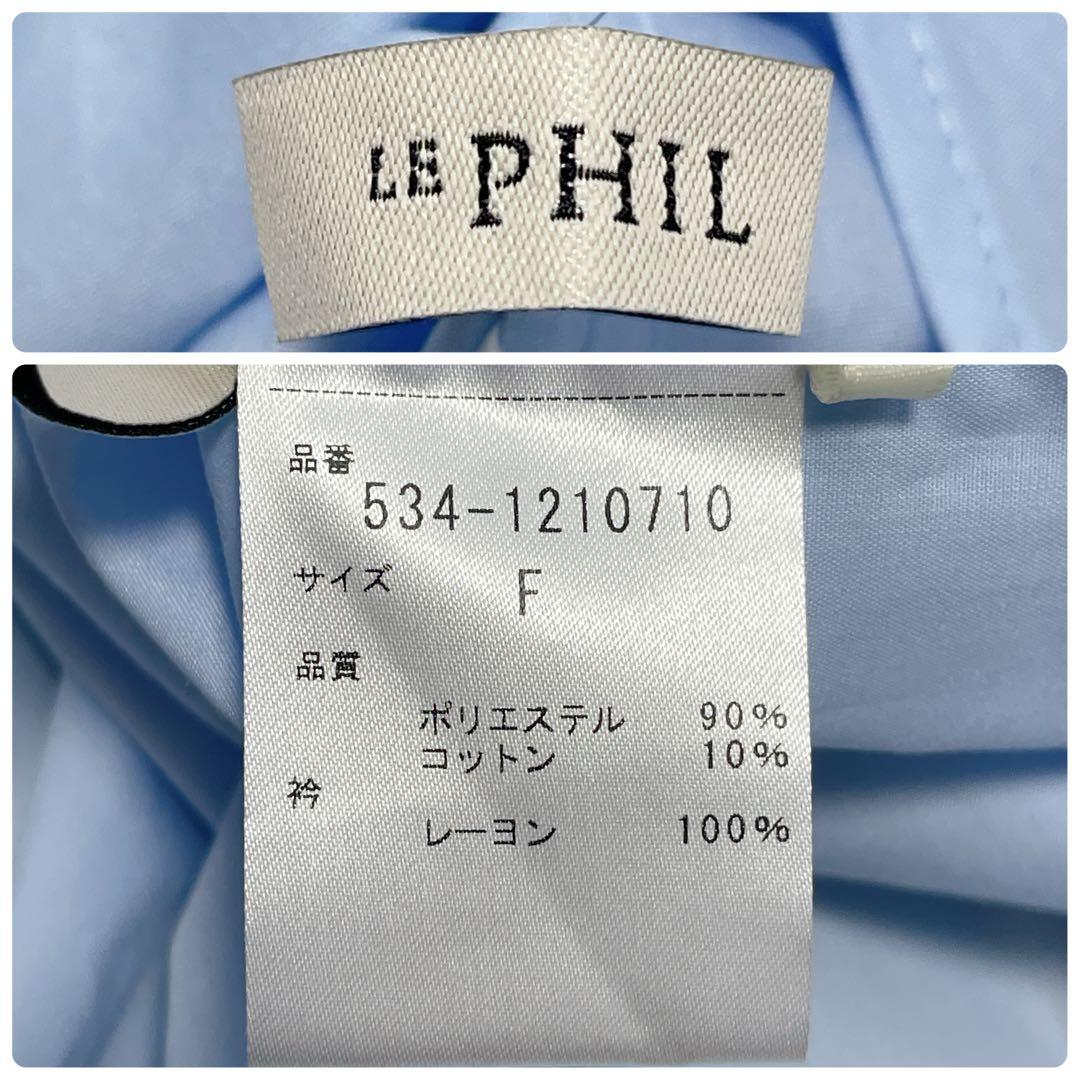 LE PHIL
品番
534-1210710
サイズ F
品質
ポリエステル 90%
コットン 10%
衿
レーヨン 100%